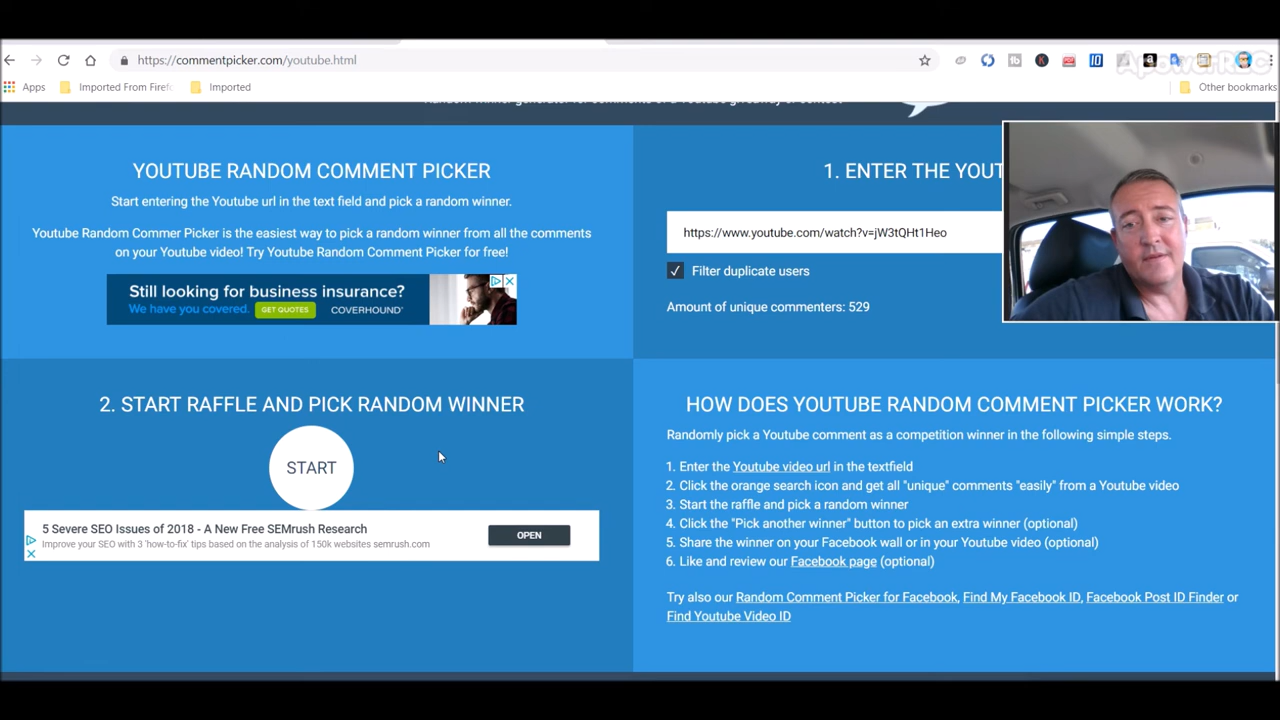 https://commentpicker.com/youtube.html
ApowerREC
Apps
Imported From Firef
Imported
Other bookmarks
YOUTUBE RANDOM COMMENT PICKER
Start entering the Youtube url in the text field and pick a random winner.
Youtube Random Commer Picker is the easiest way to pick a random winner from all the comments
on your Youtube video! Try Youtube Random Comment Picker for free!
Still looking for business insurance?
We have you covered.
GET QUOTES
COVERHOUND
1. ENTER THE YOUT
https://www.youtube.com/watch?v=jW3tQHt1Heo
Filter duplicate users
Amount of unique commenters: 529
2. START RAFFLE AND PICK RANDOM WINNER
START
5 Severe SEO Issues of 2018 - A New Free SEMrush Research
Improve your SEO with 3 'how-to-fix' tips based on the analysis of 150k websites semrush.com
OPEN
HOW DOES YOUTUBE RANDOM COMMENT PICKER WORK?
Randomly pick a Youtube comment as a competition winner in the following simple steps.
1. Enter the Youtube video url in the textfield
2. Click the orange search icon and get all "unique" comments "easily" from a Youtube video
3. Start the raffle and pick a random winner
4. Click the "Pick another winner" button to pick an extra winner (optional)
5. Share the winner on your Facebook wall or in your Youtube video (optional)
6. Like and review our Facebook page (optional)
Try also our Random Comment Picker for Facebook, Find My Facebook ID, Facebook Post ID Finder or
Find Youtube Video ID